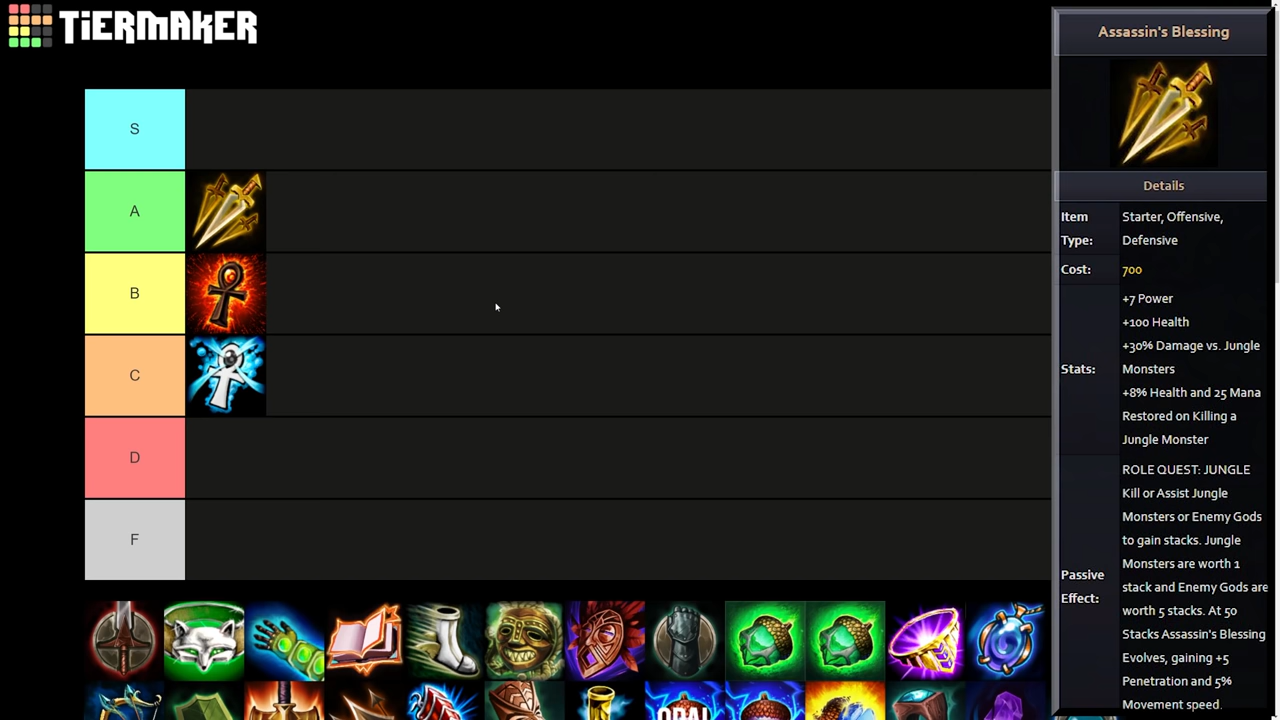 TIERMAKER
S
A
B
C
D
F
OPAL
Assassin's Blessing
Details
Item
Type:
Starter, Offensive,
Defensive
Cost:
700
Stats:
+7 Power
+100 Health
+30% Damage vs. Jungle
Monsters
+8% Health and 25 Mana
Restored on Killing a
Jungle Monster
Passive
Effect:
ROLE QUEST: JUNGLE
Kill or Assist Jungle
Monsters or Enemy Gods
to gain stacks. Jungle
Monsters are worth 1
stack and Enemy Gods are
worth 5 stacks. At 50
Stacks Assassin's Blessing
Evolves, gaining +5
Penetration and 5%
Movement speed.